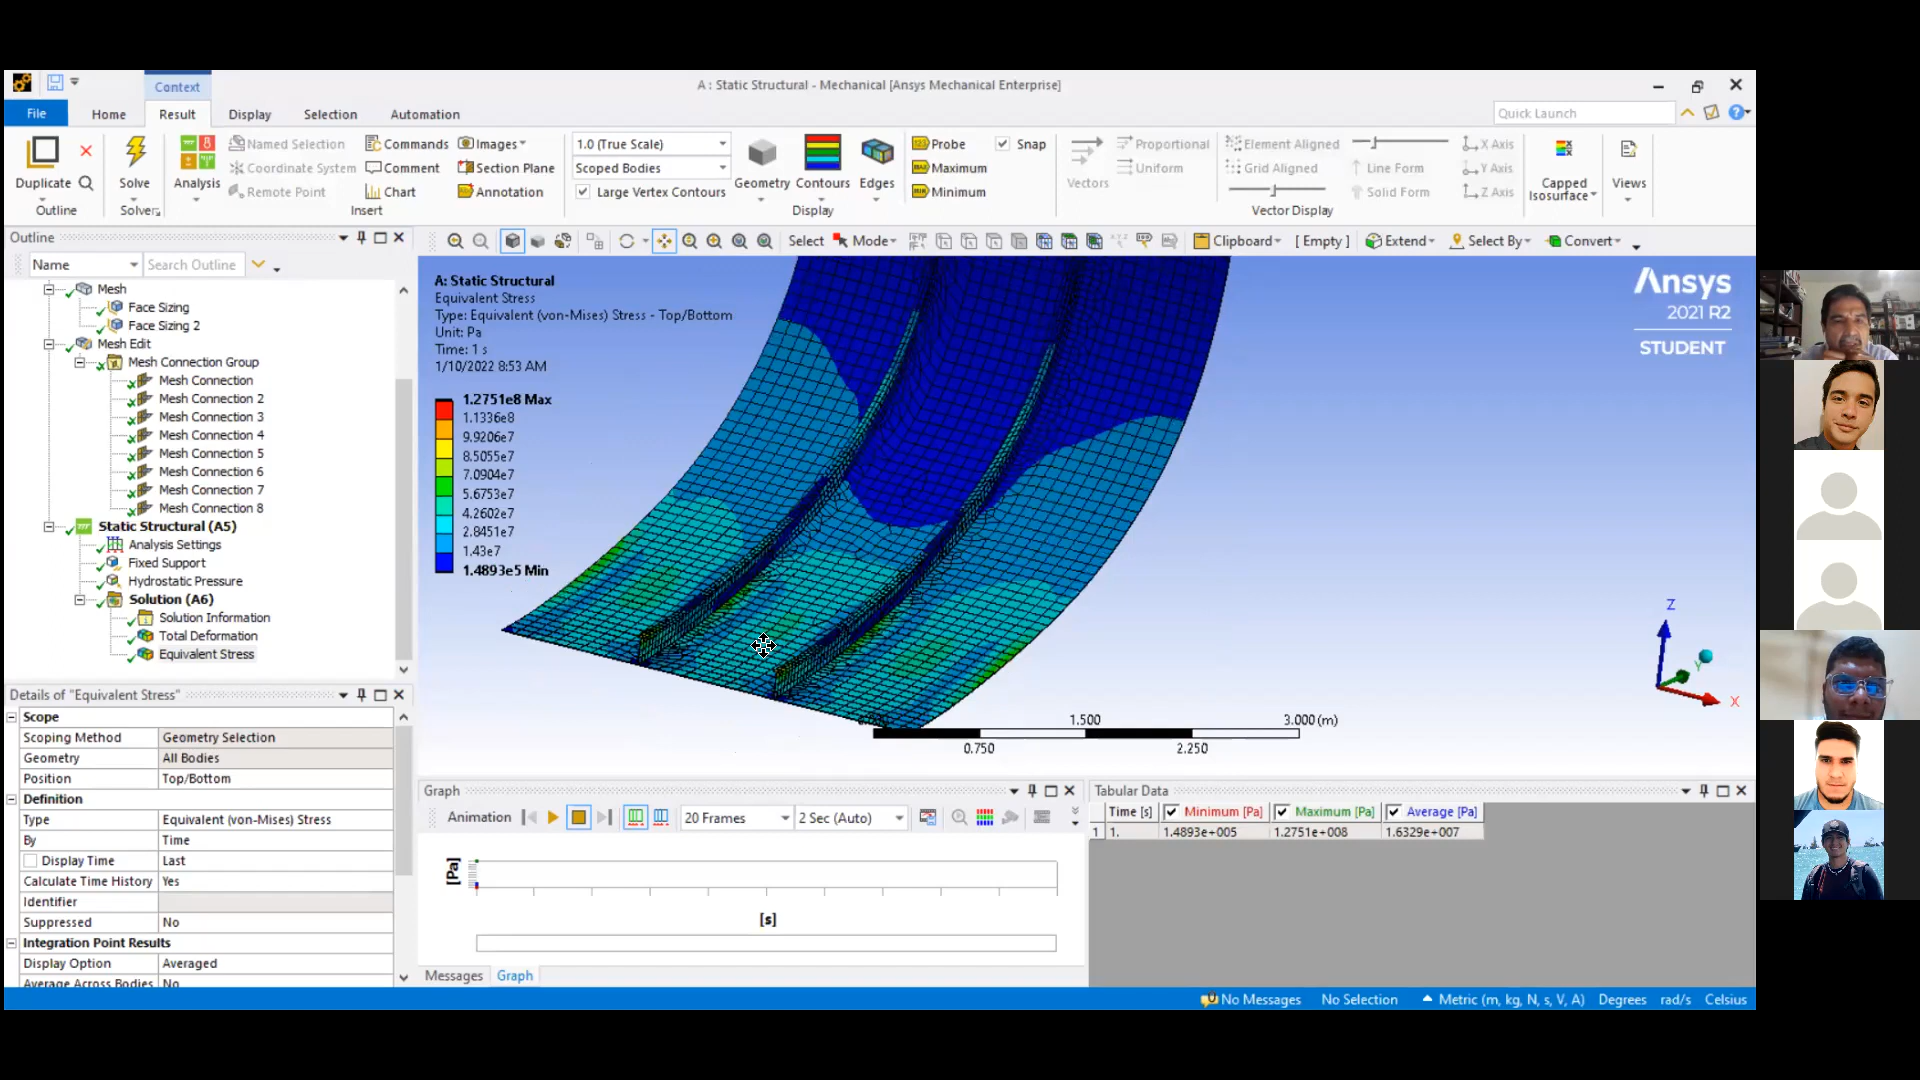 Context
A : Static Structural - Mechanical [Ansys Mechanical Enterprise]
File
Home
Result
Display
Selection
Automation
Quick Launch
Duplicate
Outline
Solve
Solver
Analysis
Named Selection
Coordinate System
Remote Point
Commands
Comment
Chart
Images
Section Plane
Annotation
Insert
1.0 (True Scale)
Scoped Bodies
Large Vertex Contours
Geometry
Contours
Edges
Display
Probe
Maximum
Minimum
Snap
Vectors
Proportional
Uniform
Element Aligned
Grid Aligned
Line Form
Solid Form
X Axis
Y Axis
Z Axis
Vector Display
Capped
Isosurface
Views
Outline
Name
Search Outline
Select
Mode
Clipboard
[ Empty ]
Extend
Select By
Convert
Mesh
Face Sizing
Face Sizing 2
Mesh Edit
Mesh Connection Group
Mesh Connection
Mesh Connection 2
Mesh Connection 3
Mesh Connection 4
Mesh Connection 5
Mesh Connection 6
Mesh Connection 7
Mesh Connection 8
Static Structural (A5)
Analysis Settings
Fixed Support
Hydrostatic Pressure
Solution (A6)
Solution Information
Total Deformation
Equivalent Stress
A: Static Structural
Equivalent Stress
Type: Equivalent (von-Mises) Stress - Top/Bottom
Unit: Pa
Time: 1 s
1/10/2022 8:53 AM
1.2751e8 Max
1.1336e8
9.9206e7
8.5055e7
7.0904e7
5.6753e7
4.2602e7
2.8451e7
1.43e7
1.4893e5 Min
Ansys
2021 R2
STUDENT
Z
Y
X
1.500
3.000 (m)
0.750
2.250
Details of "Equivalent Stress"
Scope
Scoping Method Geometry Selection
Geometry All Bodies
Position Top/Bottom
Definition
Type Equivalent (von-Mises) Stress
By Time
Display Time Last
Calculate Time History Yes
Identifier
Suppressed No
Integration Point Results
Display Option Averaged
Average Across Bodies No
Graph
Animation
20 Frames
2 Sec (Auto)
[Pa]
[s]
Messages
Graph
Tabular Data
Time [s] Minimum [Pa] Maximum [Pa] Average [Pa]
1 1. 1.4893e+005 1.2751e+008 1.6329e+007
No Messages
No Selection
Metric (m, kg, N, s, V, A)
Degrees
rad/s
Celsius